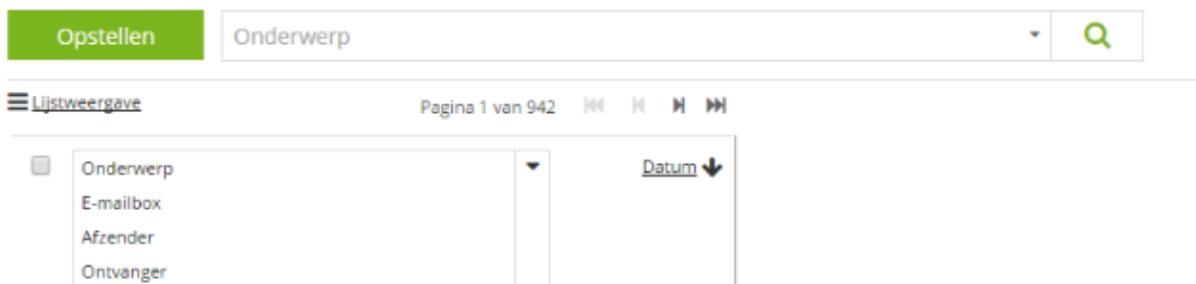 Opstellen
Onderwerp
Lijstweergave
Pagina 1 van 942
Onderwerp
Datum
E-mailbox
Afzender
Ontvanger